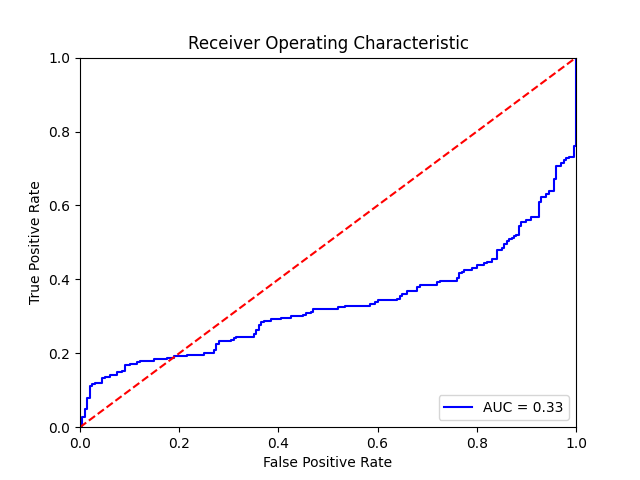 Receiver Operating Characteristic
1.0
0.8
0.6
0.4
0.2
0.0
True Positive Rate
AUC = 0.33
0.0 0.2 0.4 0.6 0.8 1.0
False Positive Rate